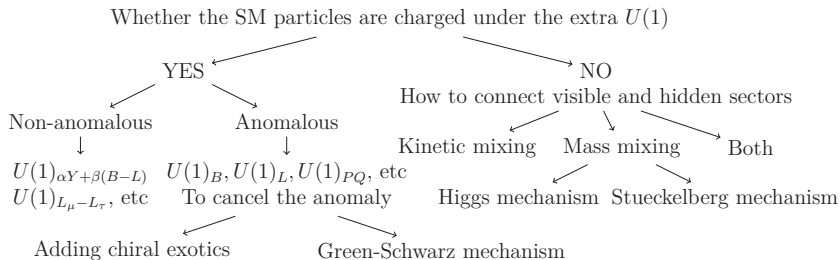 Whether the SM particles are charged under the extra U(1)
YES
NO
How to connect visible and hidden sectors
Non-anomalous
Anomalous
Kinetic mixing
Mass mixing
Both
U(1)_{αY+β(B−L)}
U(1)_{L_μ−L_τ}, etc
U(1)_B, U(1)_L, U(1)_{PQ}, etc
To cancel the anomaly
Higgs mechanism
Stueckelberg mechanism
Adding chiral exotics
Green-Schwarz mechanism